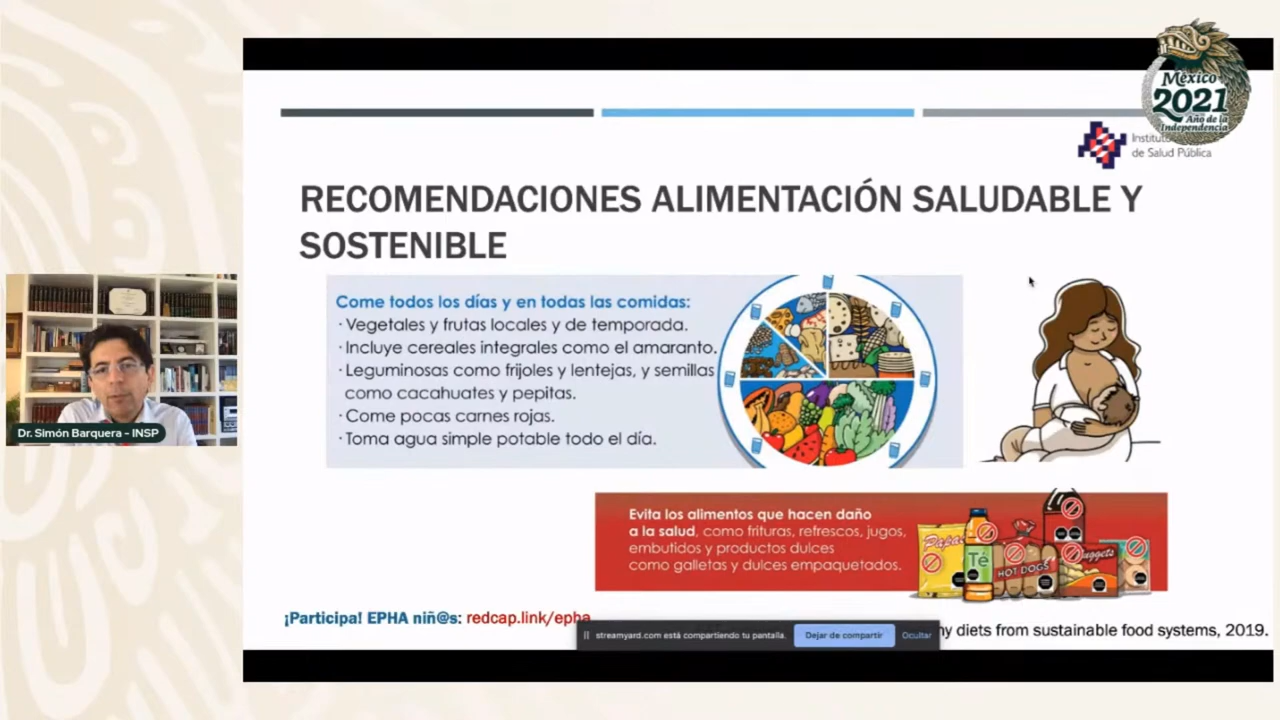 México
2021
Año de la
Independencia
de Salud Pública
RECOMENDACIONES ALIMENTACIÓN SALUDABLE Y
SOSTENIBLE
Come todos los días y en todas las comidas:
· Vegetales y frutas locales y de temporada.
· Incluye cereales integrales como el amaranto.
· Leguminosas como frijoles y lentejas, y semillas
como cacahuates y pepitas.
· Come pocas carnes rojas.
· Toma agua simple potable todo el día.
Dr. Simón Barquera - INSP
Evita los alimentos que hacen daño
a la salud, como frituras, refrescos, jugos,
embutidos y productos dulces
como galletas y dulces empaquetados.
Papas
Té
HOT DOGS
Nuggets
¡Participa! EPHA niñ@s: redcap.link/epha
streamyard.com está compartiendo tu pantalla.
Dejar de compartir
Ocultar
diets from sustainable food systems, 2019.